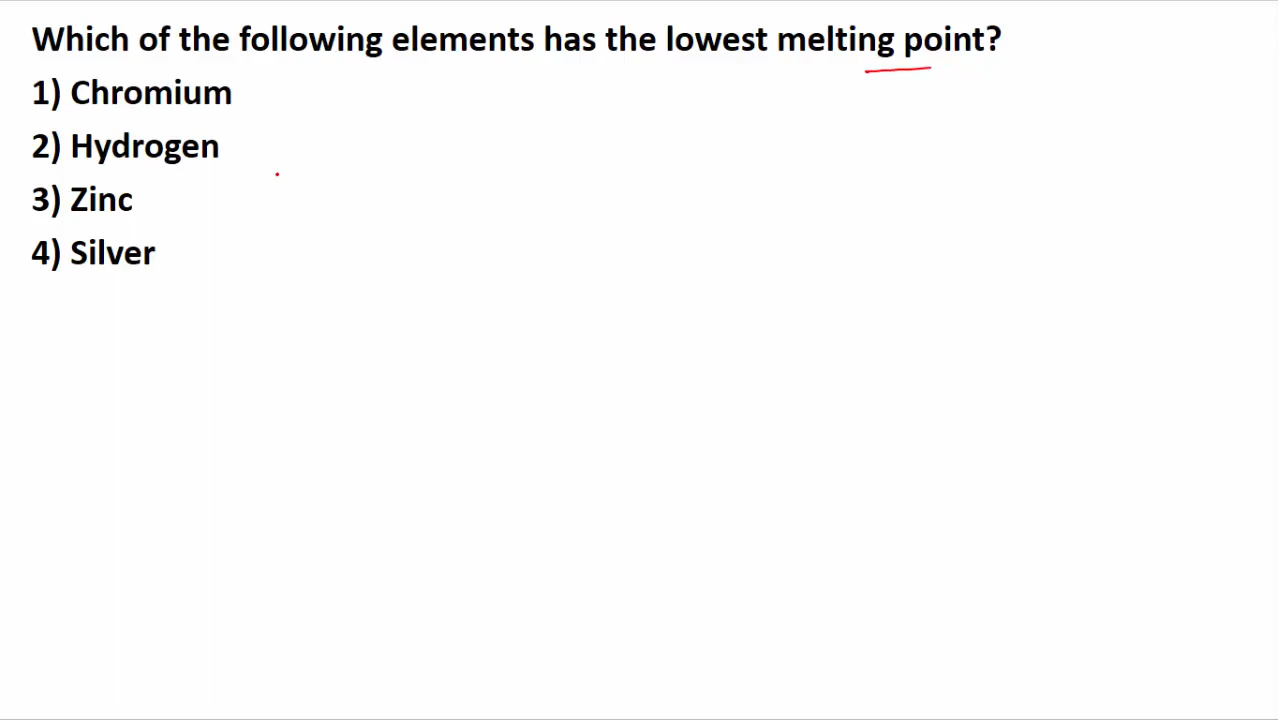 Which of the following elements has the lowest melting point?
1) Chromium
2) Hydrogen
3) Zinc
4) Silver